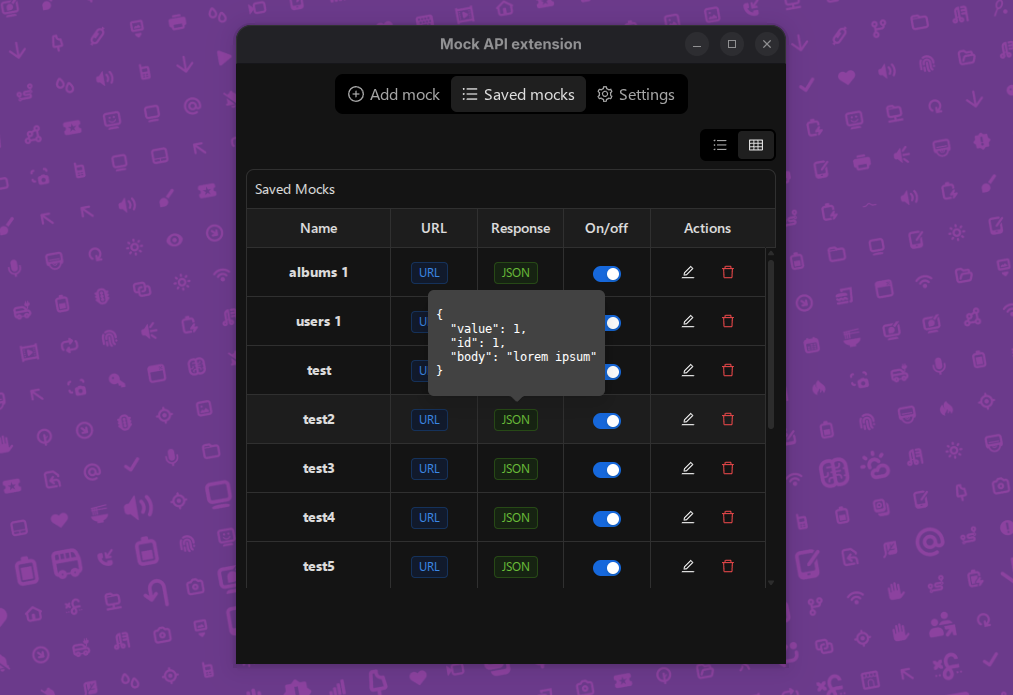 Mock API extension
Add mock Saved mocks Settings
Saved Mocks
Name URL Response On/off Actions
albums 1 URL JSON
users 1
test
{
  "value": 1,
  "id": 1,
  "body": "lorem ipsum"
}
test2 URL JSON
test3 URL JSON
test4 URL JSON
test5 URL JSON